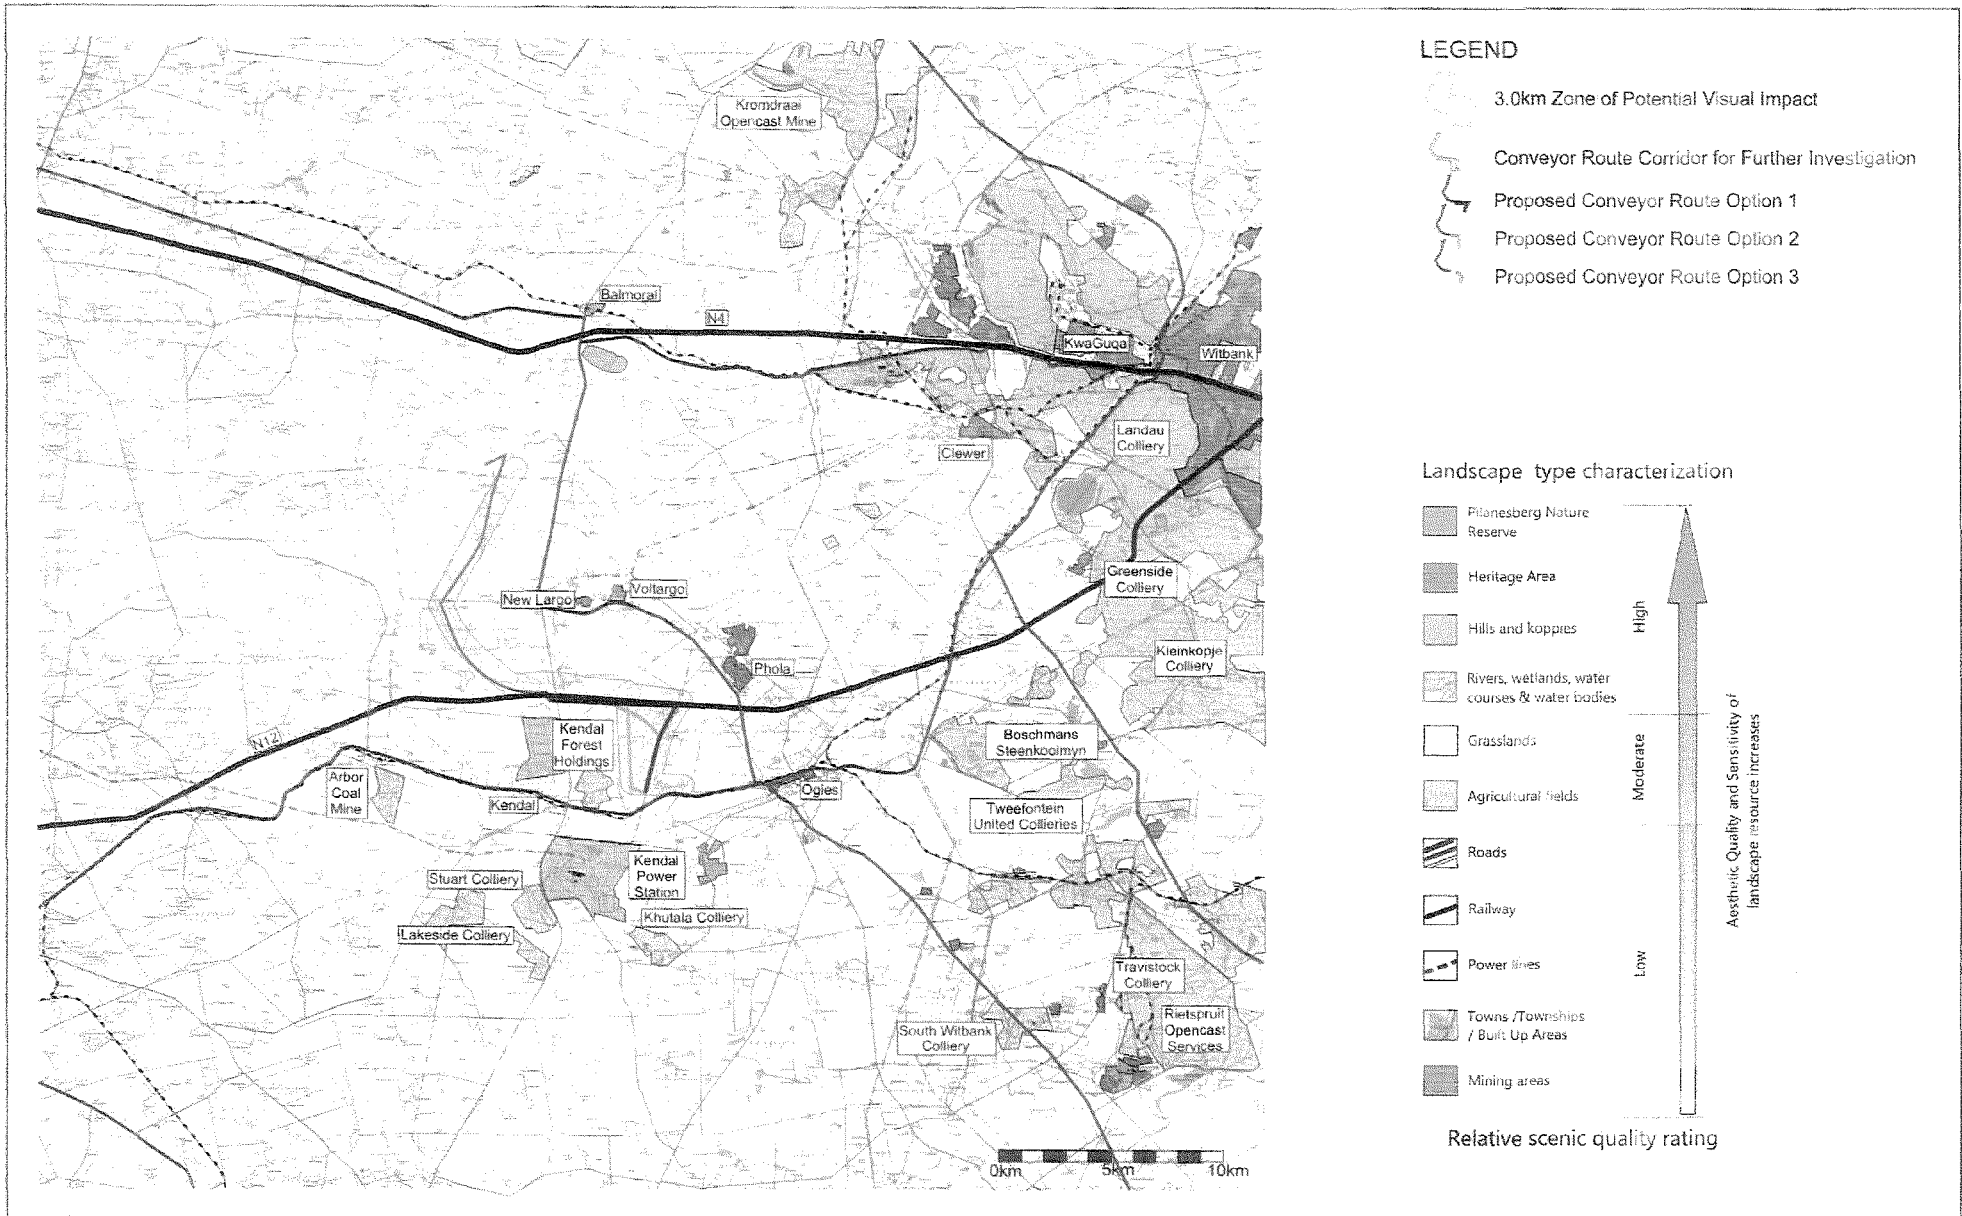 Kromdraai
Opencast Mine
Balmoral
N4
KwaGuqa
Witbank
Landau
Colliery
Clewer
Greenside
Colliery
New Largo
Voltargo
Phola
Kleinkopje
Colliery
N12
Kendal
Forest
Holdings
Boschmans
Steenkoolmyn
Arbor
Coal
Mine
Kendal
Ogies
Tweefontein
United Collieries
Kendal
Power
Station
Stuart Colliery
Khutala Colliery
Lakeside Colliery
Travistock
Colliery
South Witbank
Colliery
Rietspruit
Opencast
Services
0km 5km 10km
LEGEND
3.0km Zone of Potential Visual Impact
Conveyor Route Corridor for Further Investigation
Proposed Conveyor Route Option 1
Proposed Conveyor Route Option 2
Proposed Conveyor Route Option 3
Landscape type characterization
Pilanesberg Nature
Reserve
Heritage Area
Hills and koppies
Rivers, wetlands, water
courses & water bodies
Grasslands
Agricultural fields
Roads
Railway
Power lines
Towns /Townships
/ Built Up Areas
Mining areas
High
Moderate
Low
Aesthetic Quality and Sensitivity of
landscape resource increases
Relative scenic quality rating